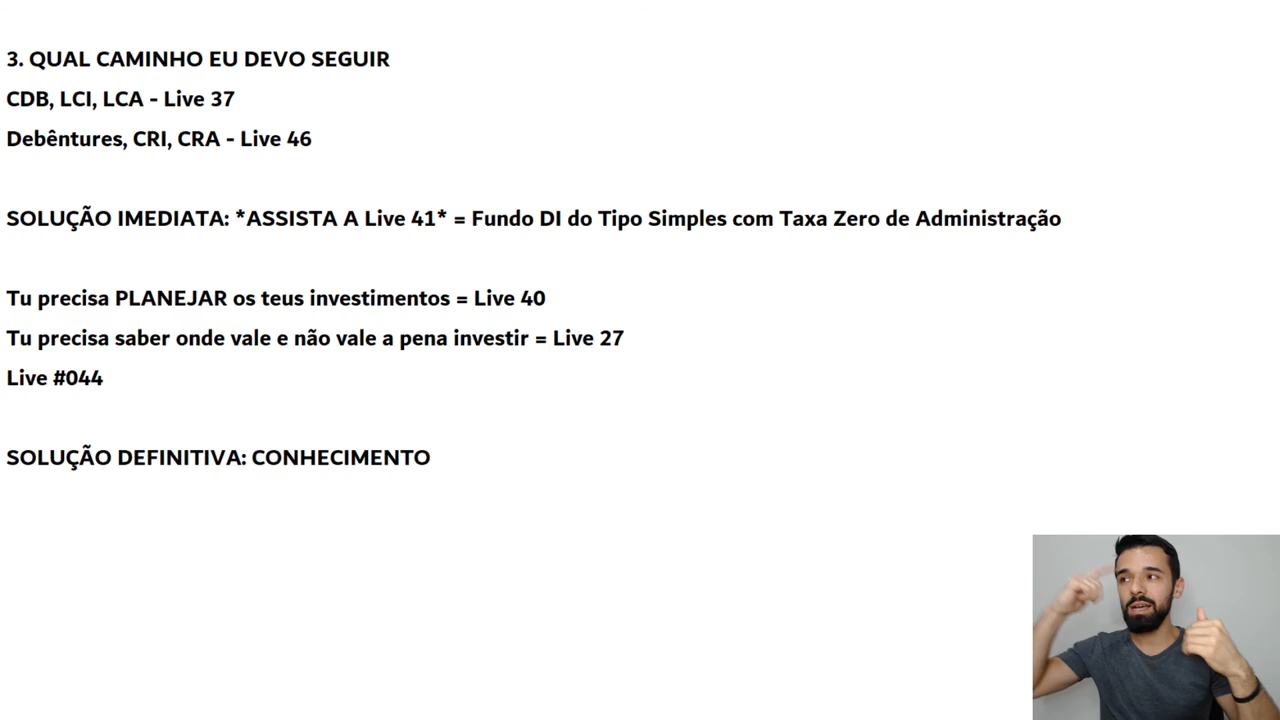 3. QUAL CAMINHO EU DEVO SEGUIR
CDB, LCI, LCA - Live 37
Debêntures, CRI, CRA - Live 46
SOLUÇÃO IMEDIATA: *ASSISTA A Live 41* = Fundo DI do Tipo Simples com Taxa Zero de Administração
Tu precisa PLANEJAR os teus investimentos = Live 40
Tu precisa saber onde vale e não vale a pena investir = Live 27
Live #044
SOLUÇÃO DEFINITIVA: CONHECIMENTO